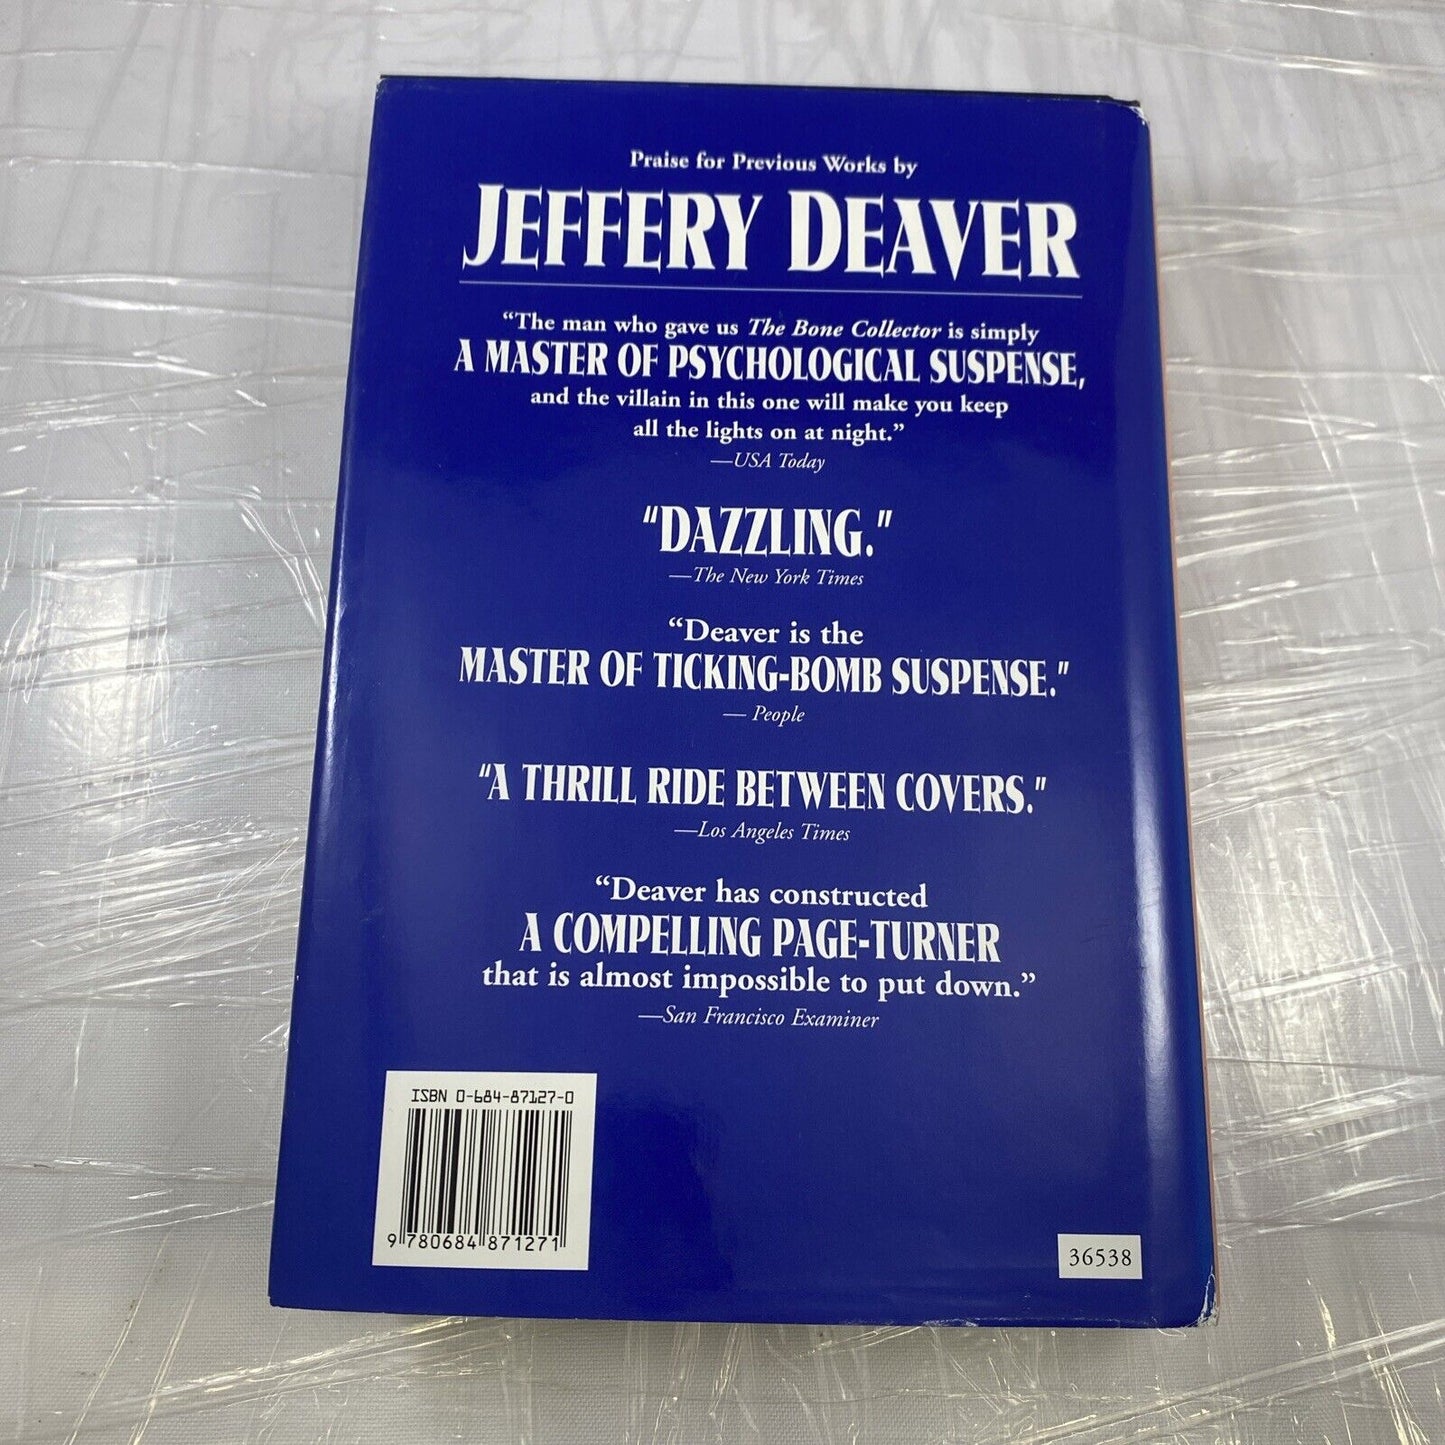 Praise for Previous Works by
JEFFERY DEAVER
“The man who gave us The Bone Collector is simply
A MASTER OF PSYCHOLOGICAL SUSPENSE,
and the villain in this one will make you keep
all the lights on at night.”
—USA Today
“DAZZLING.”
—The New York Times
“Deaver is the
MASTER OF TICKING-BOMB SUSPENSE.”
— People
“A THRILL RIDE BETWEEN COVERS.”
—Los Angeles Times
“Deaver has constructed
A COMPELLING PAGE-TURNER
that is almost impossible to put down.”
—San Francisco Examiner
ISBN 0-684-87127-0
9 780684 871271
36538